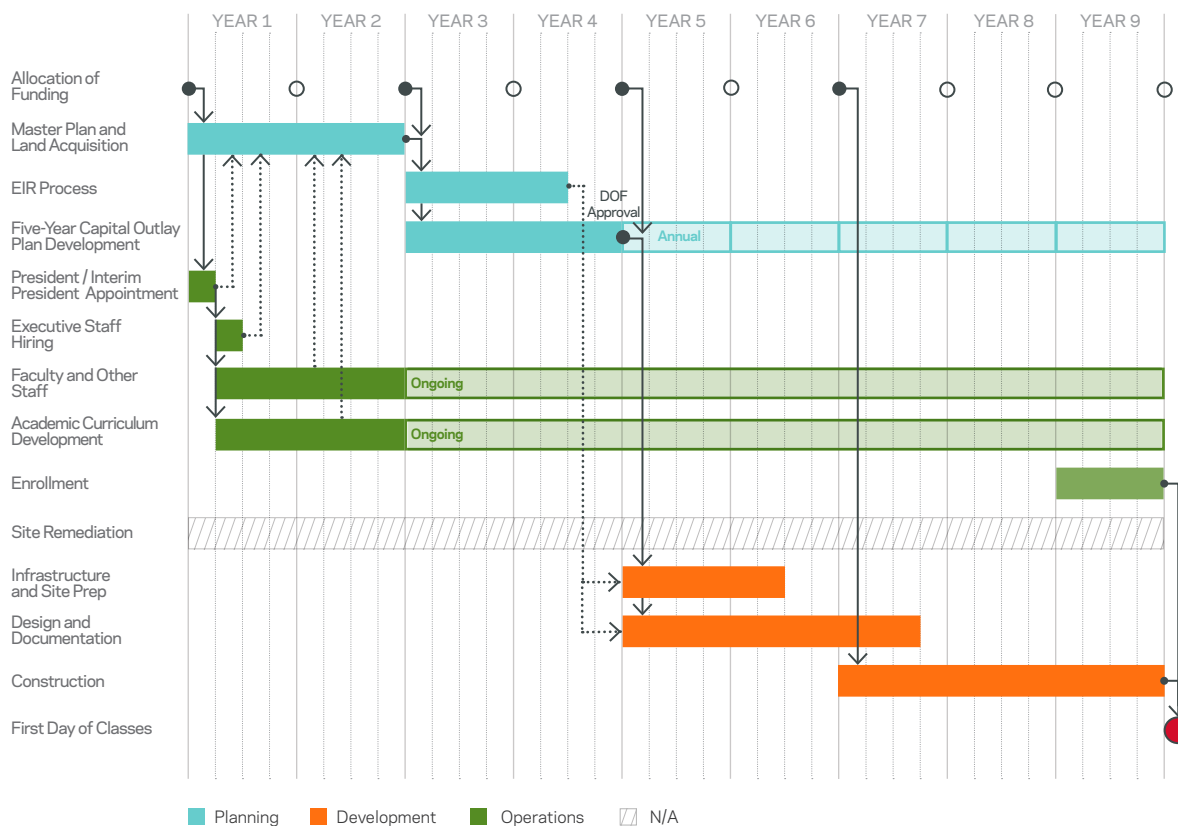 YEAR 1 YEAR 2 YEAR 3 YEAR 4 YEAR 5 YEAR 6 YEAR 7 YEAR 8 YEAR 9
Allocation of
Funding
Master Plan and
Land Acquisition
EIR Process
DOF
Approval
Five-Year Capital Outlay
Plan Development
Annual
President / Interim
President Appointment
Executive Staff
Hiring
Faculty and Other
Staff
Ongoing
Academic Curriculum
Development
Ongoing
Enrollment
Site Remediation
Infrastructure
and Site Prep
Design and
Documentation
Construction
First Day of Classes
Planning Development Operations N/A